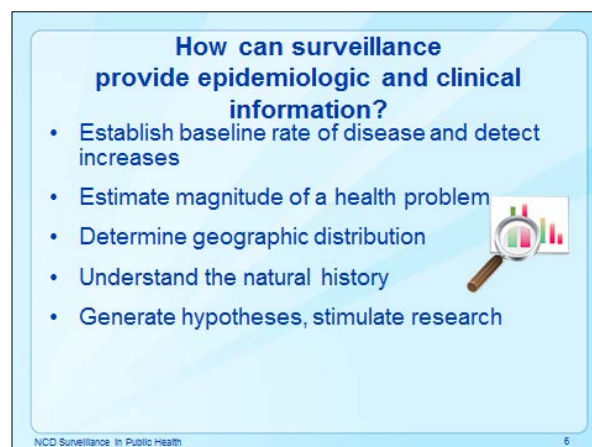 How can surveillance
provide epidemiologic and clinical
information?
• Establish baseline rate of disease and detect
increases
• Estimate magnitude of a health problem
• Determine geographic distribution
• Understand the natural history
• Generate hypotheses, stimulate research
NCD Surveillance in Public Health
6